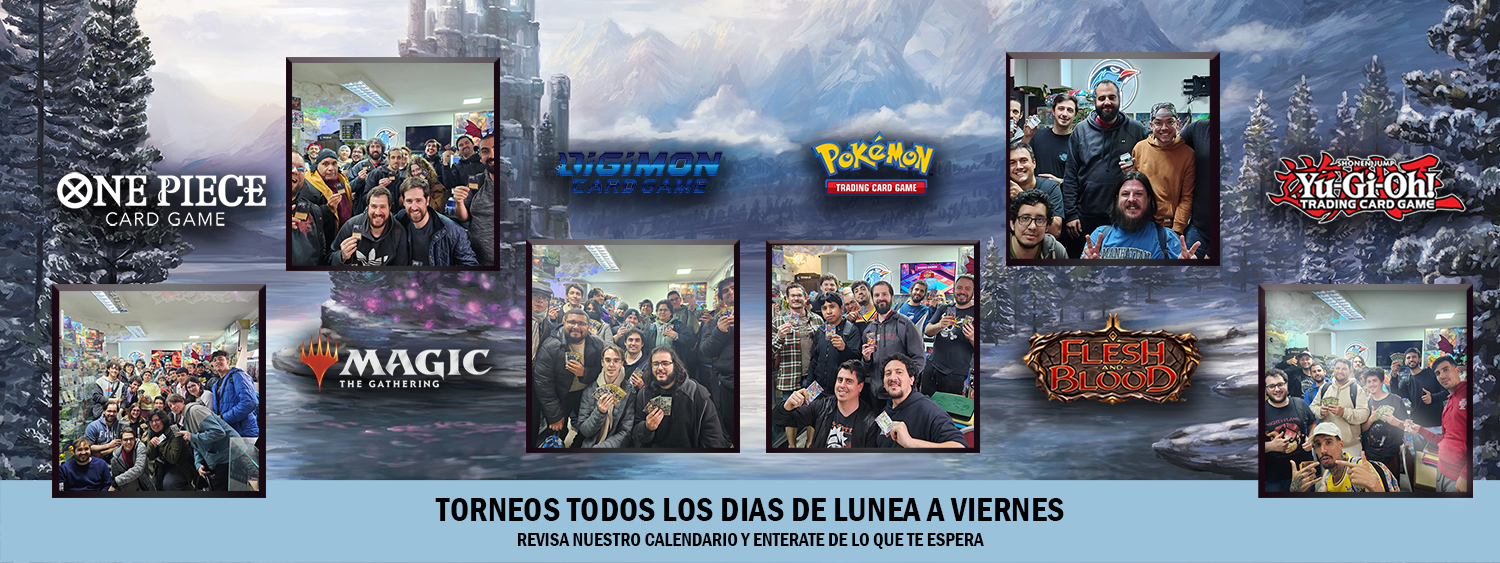 ONE PIECE
CARD GAME
DIGIMON
CARD GAME
POKéMON
TRADING CARD GAME
SHONEN JUMP
Yu-Gi-Oh!
TRADING CARD GAME
MAGIC
THE GATHERING
FLESH
AND
BLOOD
TORNEOS TODOS LOS DIAS DE LUNEA A VIERNES
REVISA NUESTRO CALENDARIO Y ENTERATE DE LO QUE TE ESPERA